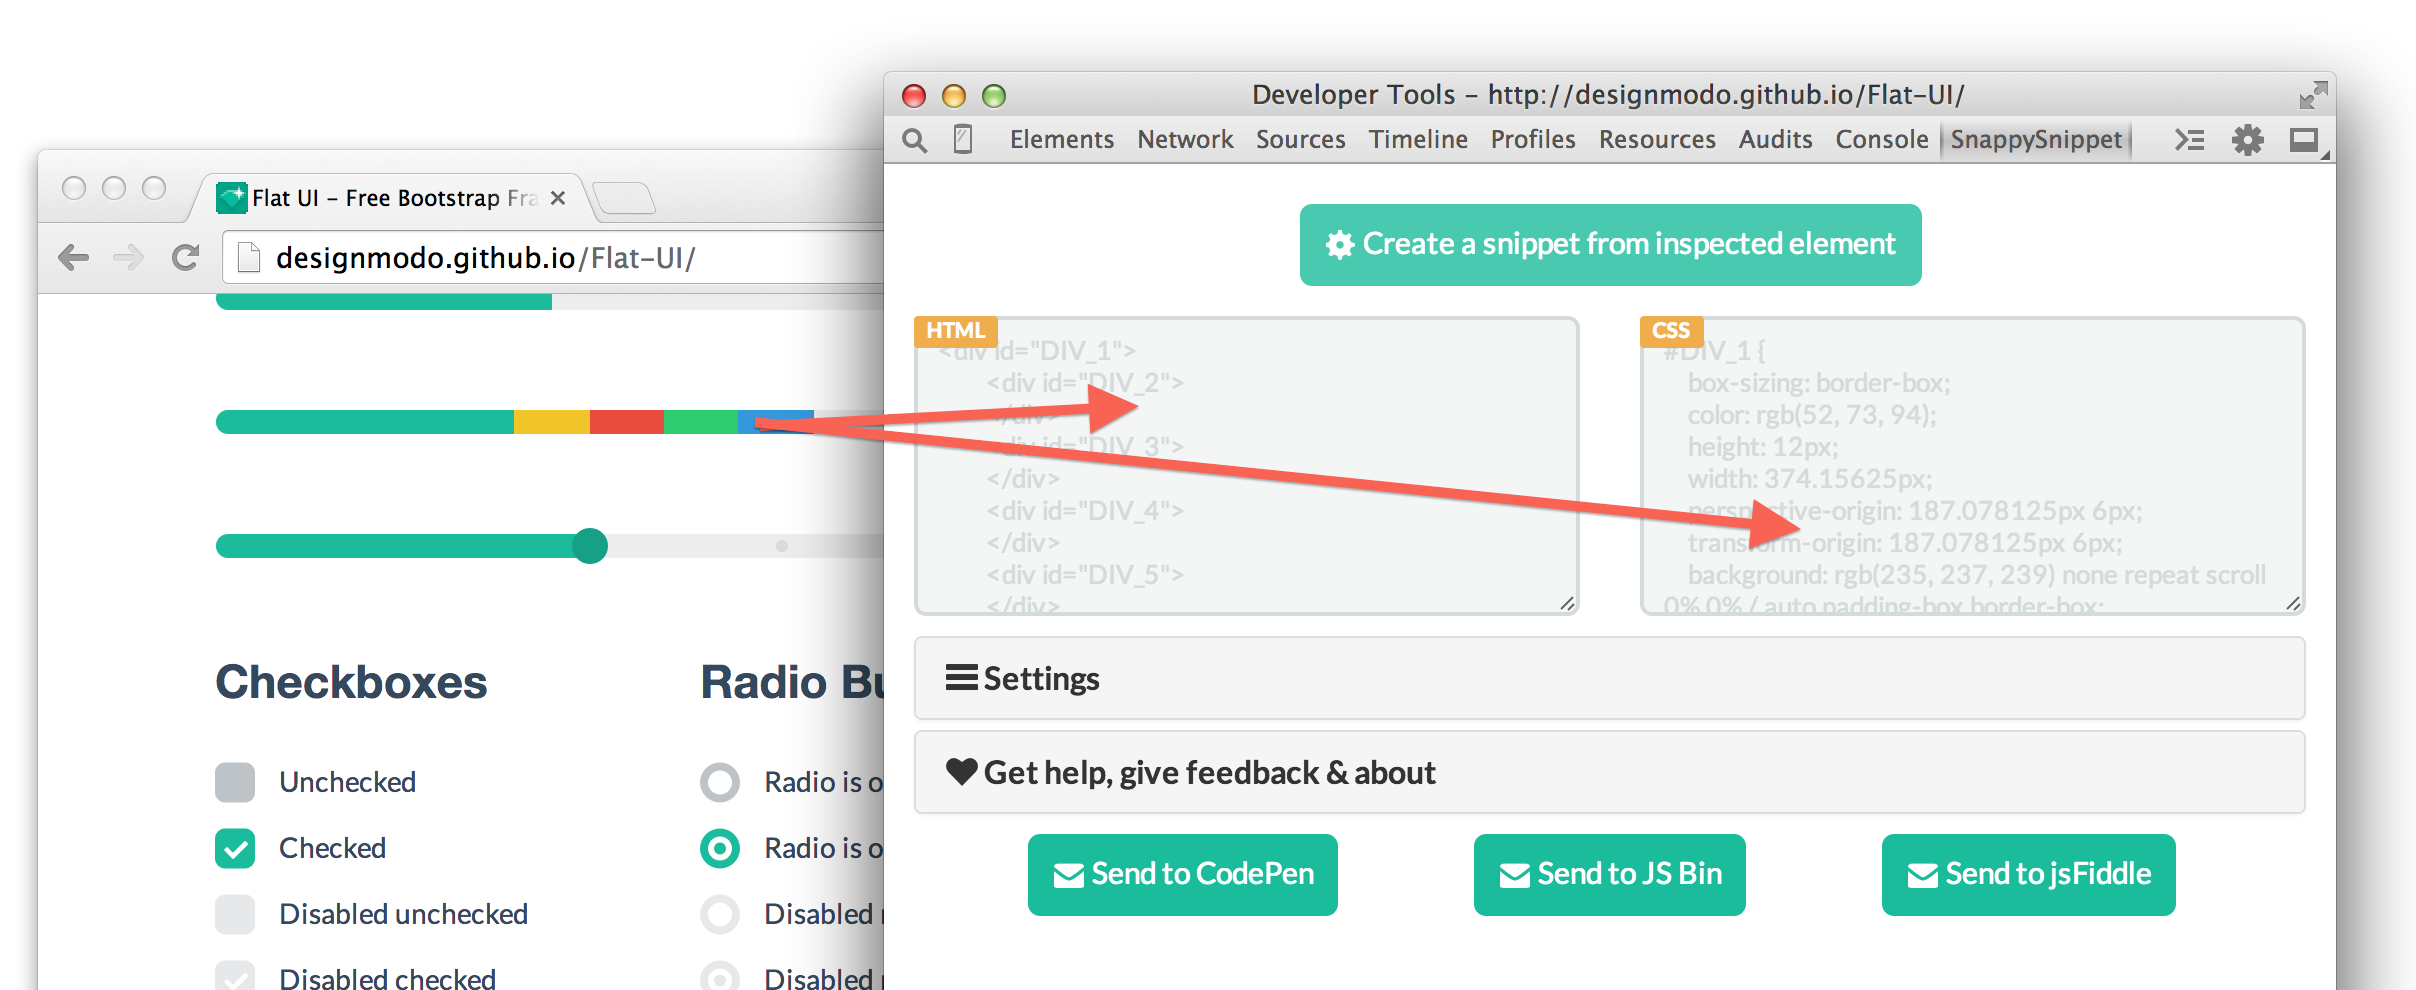 Developer Tools – http://designmodo.github.io/Flat-UI/
Elements Network Sources Timeline Profiles Resources Audits Console SnappySnippet
Flat UI – Free Bootstrap Fra
designmodo.github.io/Flat-UI/
Checkboxes
Unchecked
Checked
Disabled unchecked
Disabled checked
Radio Bu
Radio is o
Radio is o
Disabled
Disabled
Create a snippet from inspected element
HTML
<div id="DIV_1">
<div id="DIV_2">
</div>
<div id="DIV_3">
</div>
<div id="DIV_4">
</div>
<div id="DIV_5">
</div>
CSS
#DIV_1 {
box-sizing: border-box;
color: rgb(52, 73, 94);
height: 12px;
width: 374.15625px;
perspective-origin: 187.078125px 6px;
transform-origin: 187.078125px 6px;
background: rgb(235, 237, 239) none repeat scroll
0% 0% / auto padding-box border-box;
Settings
Get help, give feedback & about
Send to CodePen
Send to JS Bin
Send to jsFiddle